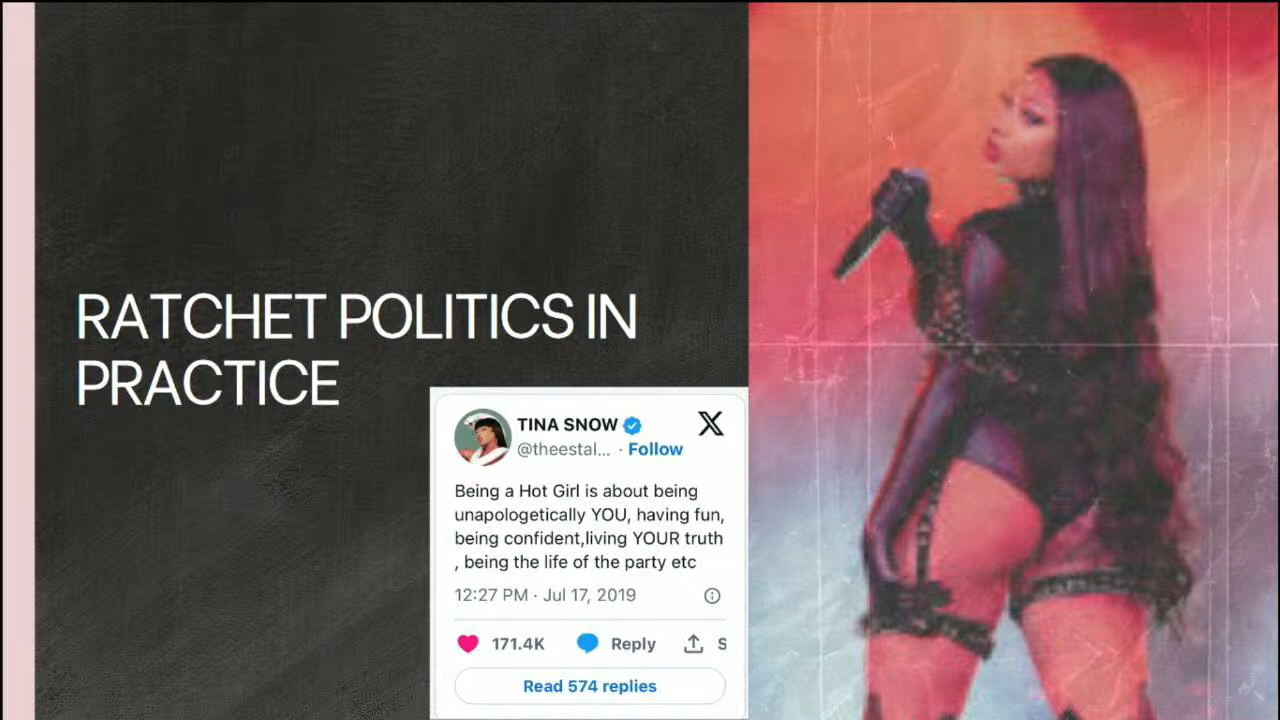 RATCHET POLITICS IN
PRACTICE
TINA SNOW
X
@theestal... · Follow
Being a Hot Girl is about being
unapologetically YOU, having fun,
being confident,living YOUR truth
, being the life of the party etc
12:27 PM · Jul 17, 2019
171.4K Reply S
Read 574 replies